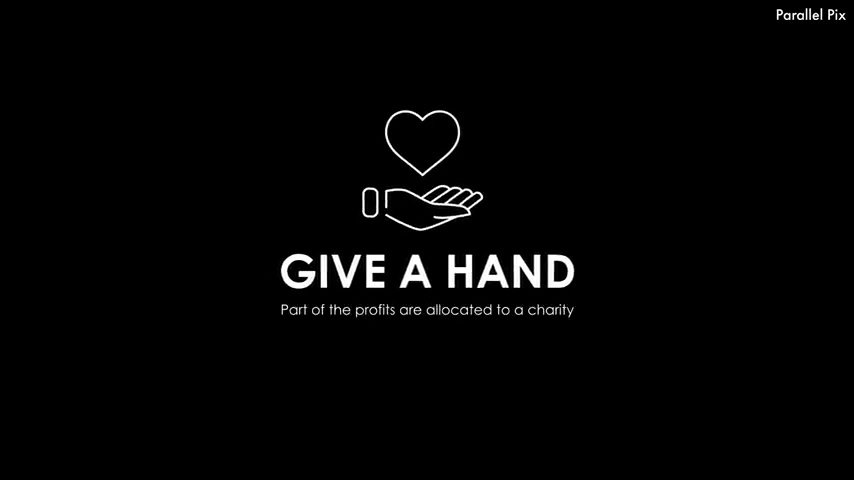 Parallel Pix
GIVE A HAND
Part of the profits are allocated to a charity